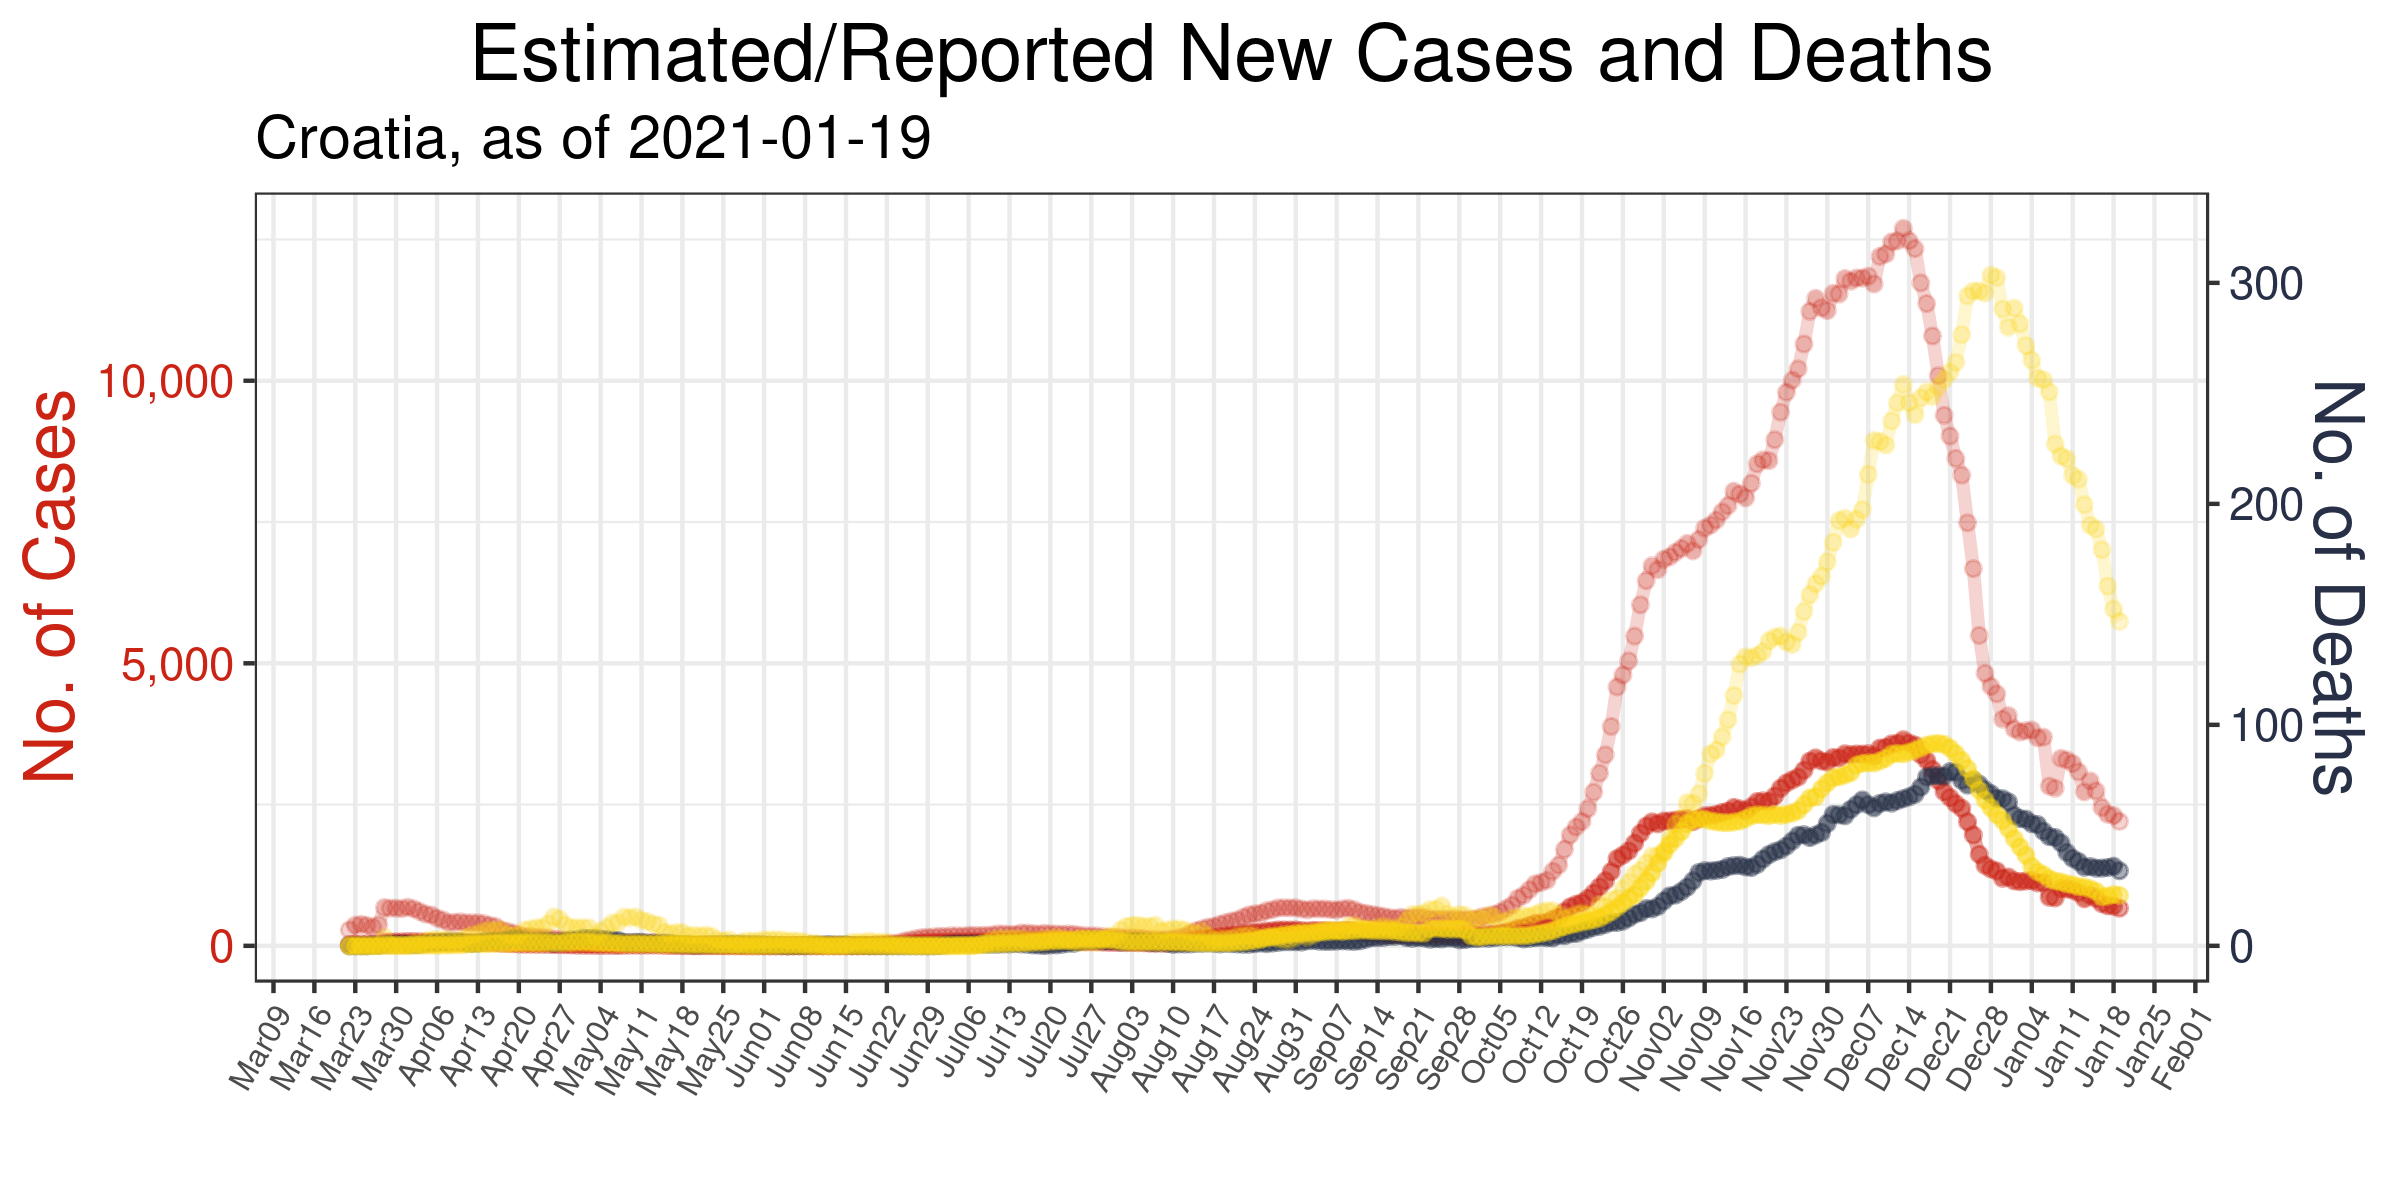 Estimated/Reported New Cases and Deaths
Croatia, as of 2021-01-19
No. of Cases
10,000
5,000
0
300
200
100
0
No. of Deaths
Mar09
Mar16
Mar23
Mar30
Apr06
Apr13
Apr20
Apr27
May04
May11
May18
May25
Jun01
Jun08
Jun15
Jun22
Jun29
Jul06
Jul13
Jul20
Jul27
Aug03
Aug10
Aug17
Aug24
Aug31
Sep07
Sep14
Sep21
Sep28
Oct05
Oct12
Oct19
Oct26
Nov02
Nov09
Nov16
Nov23
Nov30
Dec07
Dec14
Dec21
Dec28
Jan04
Jan11
Jan18
Jan25
Feb01